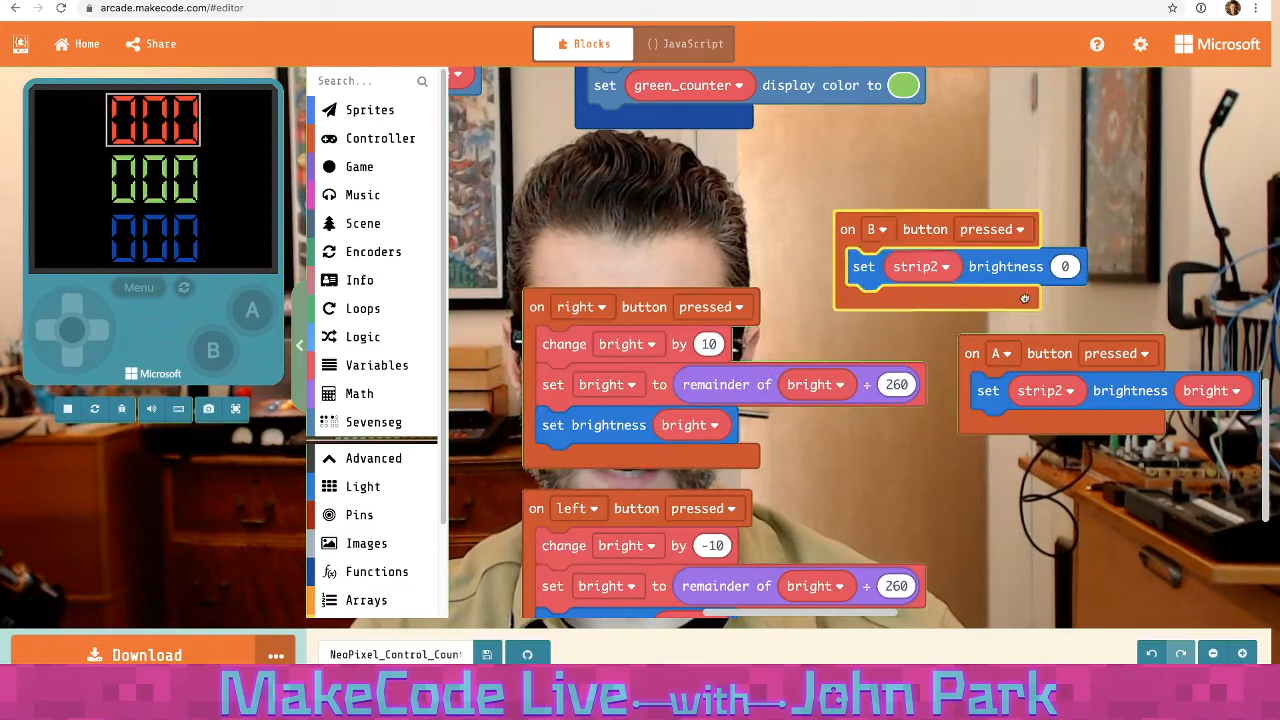 arcade.makecode.com/#editor
Home
Share
Blocks
{ } JavaScript
Microsoft
000
000
000
Menu
A
B
Microsoft
Search...
Sprites
Controller
Game
Music
Scene
Encoders
Info
Loops
Logic
Variables
Math
Sevenseg
Advanced
Light
Pins
Images
Functions
Arrays
set green_counter display color to
on B button pressed
set strip2 brightness 0
on right button pressed
change bright by 10
set bright to remainder of bright ÷ 260
set brightness bright
on A button pressed
set strip2 brightness bright
on left button pressed
change bright by -10
set bright to remainder of bright ÷ 260
Download
NeoPixel_Control_Coun
MakeCode Live with John Park